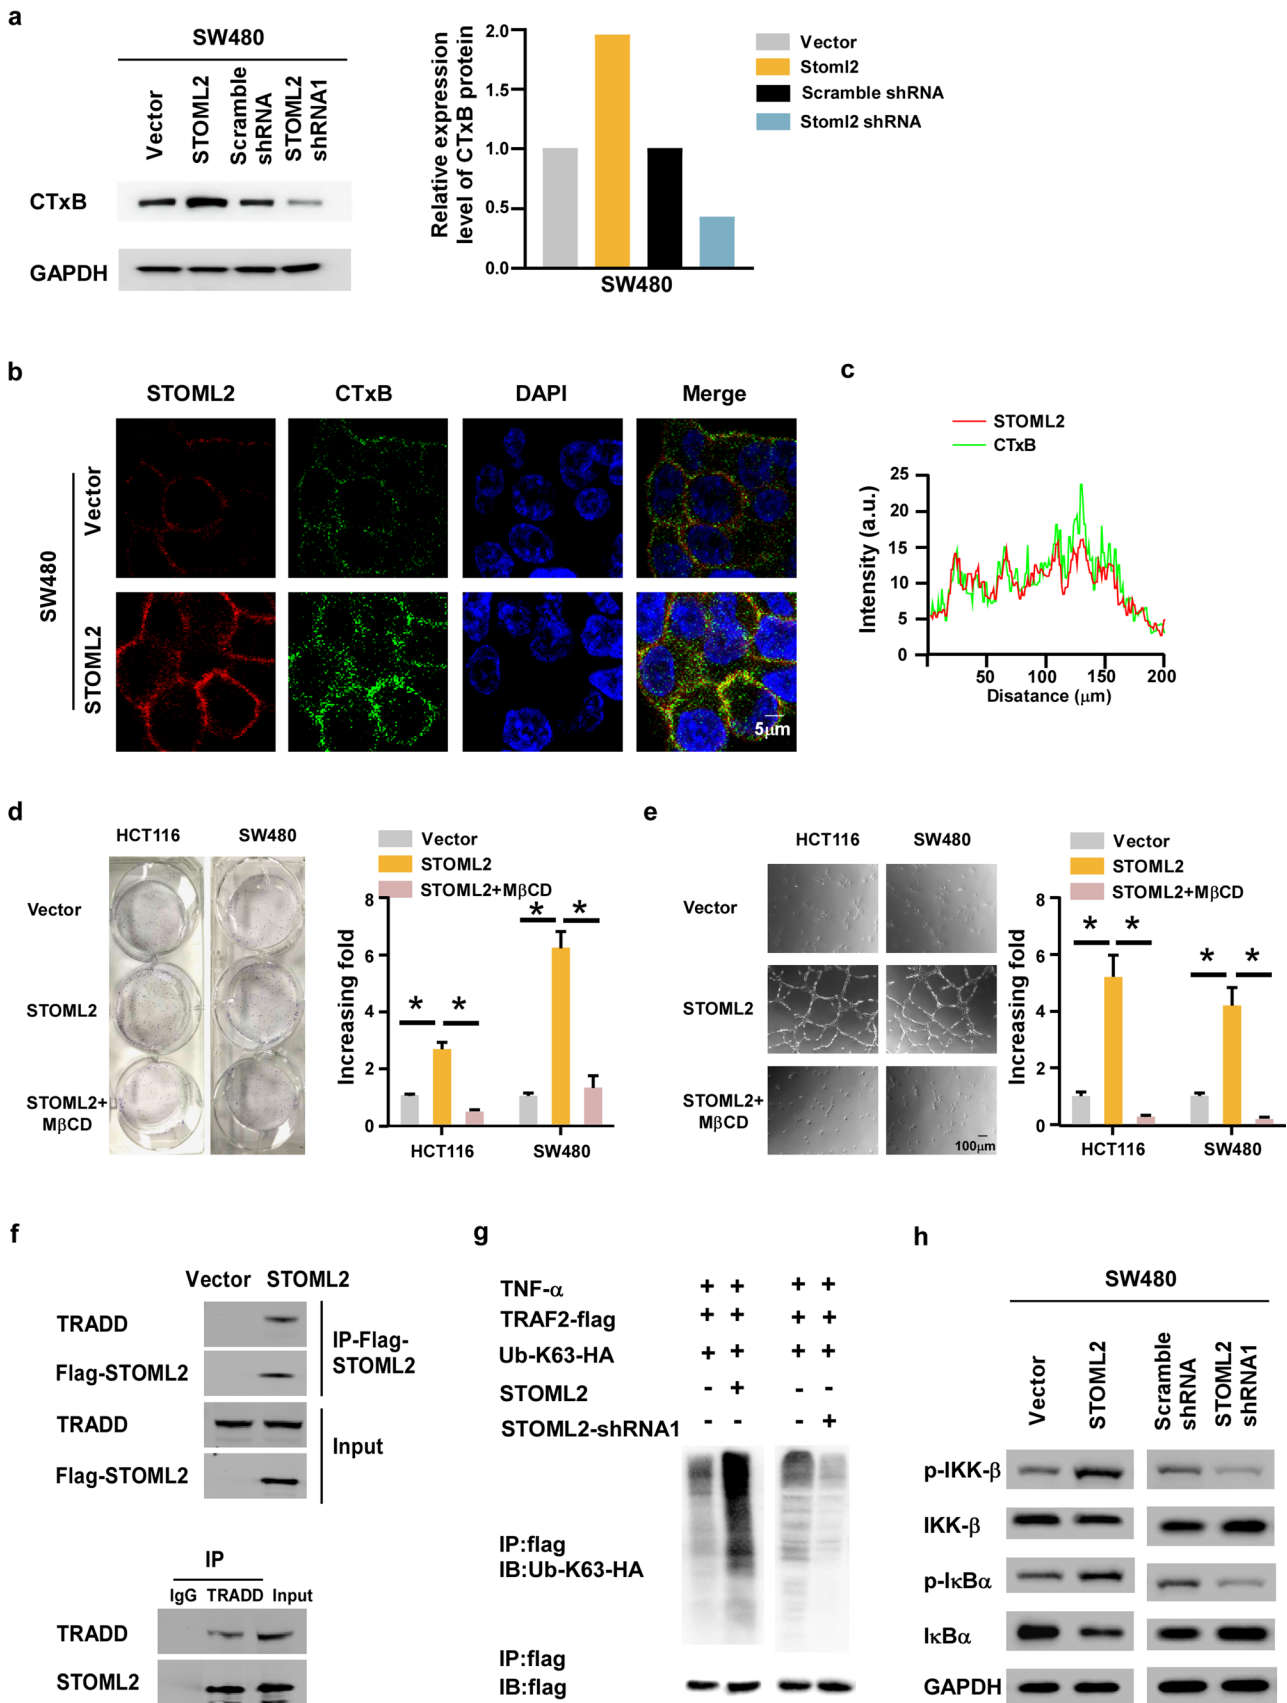 a
SW480
Vector
STOML2
Scramble
shRNA
STOML2
shRNA1
CTxB
GAPDH
Relative expression
level of CTxB protein
2.0
1.5
1.0
0.5
0.0
SW480
Vector
Stoml2
Scramble shRNA
Stoml2 shRNA
b
STOML2
CTxB
DAPI
Merge
SW480
Vector
STOML2
5μm
c
STOML2
CTxB
Intensity (a.u.)
25
20
15
10
5
0
50
100
150
200
Disatance (μm)
d
HCT116
SW480
Vector
STOML2
STOML2+
MβCD
Vector
STOML2
STOML2+MβCD
Increasing fold
8
6
4
2
0
* *
* *
HCT116
SW480
e
HCT116
SW480
Vector
STOML2
STOML2+
MβCD
100μm
Vector
STOML2
STOML2+MβCD
Increasing fold
8
6
4
2
0
* *
* *
HCT116
SW480
f
Vector STOML2
TRADD
Flag-STOML2
IP-Flag-
STOML2
TRADD
Flag-STOML2
Input
IP
IgG TRADD Input
TRADD
STOML2
g
TNF-α + + + +
TRAF2-flag + + + +
Ub-K63-HA + + + +
STOML2 - + - -
STOML2-shRNA1 - - - +
IP:flag
IB:Ub-K63-HA
IP:flag
IB:flag
h
SW480
Vector
STOML2
Scramble
shRNA
STOML2
shRNA1
p-IKK-β
IKK-β
p-IκBα
IκBα
GAPDH